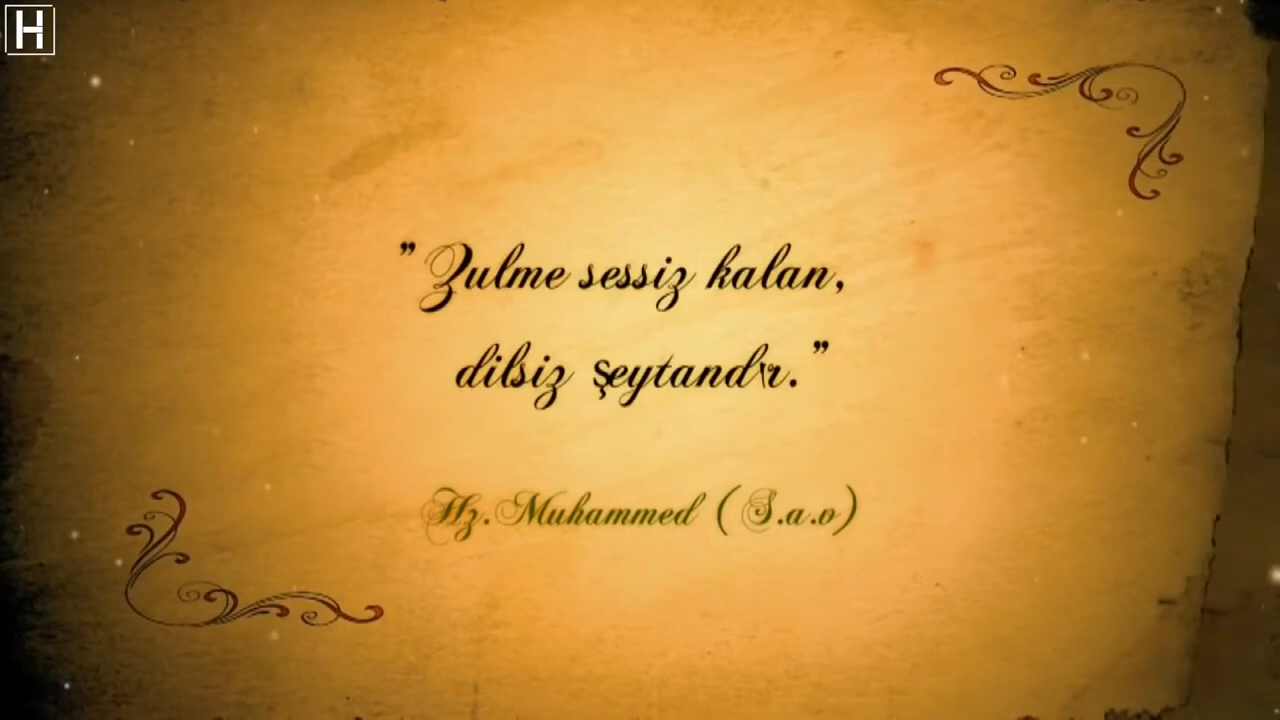 H
"Zulme sessiz kalan,
dilsiz şeytandır."
Hz. Muhammed (S.a.v)